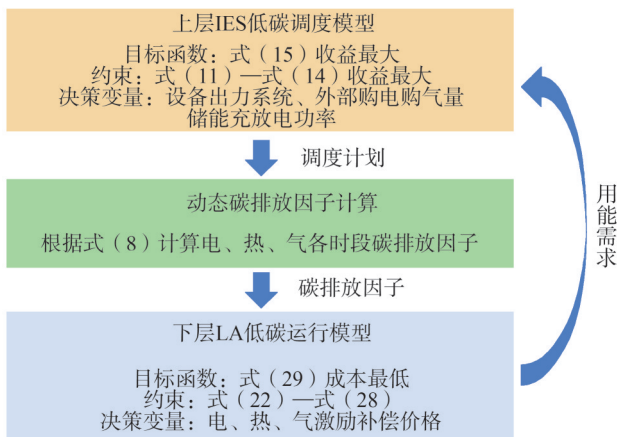 上层IES低碳调度模型
目标函数：式（15）收益最大
约束：式（11）—式（14）收益最大
决策变量：设备出力系统、外部购电购气量
储能充放电功率
调度计划
动态碳排放因子计算
根据式（8）计算电、热、气各时段碳排放因子
碳排放因子
下层LA低碳运行模型
目标函数：式（29）成本最低
约束：式（22）—式（28）
决策变量：电、热、气激励补偿价格
用能需求